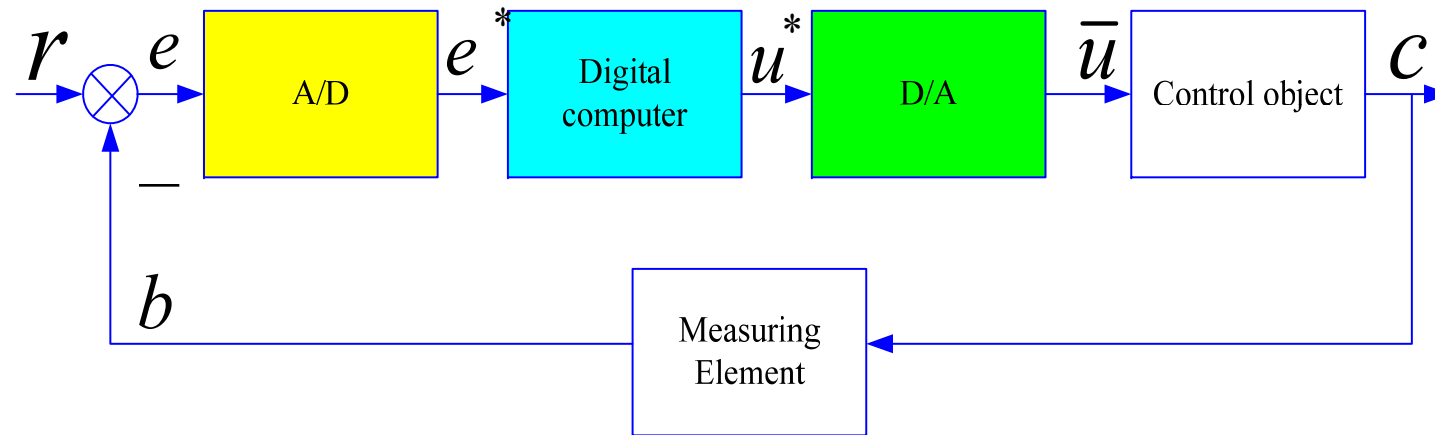 r
e
A/D
e*
Digital
computer
u*
D/A
ū
Control object
c
−
b
Measuring
Element